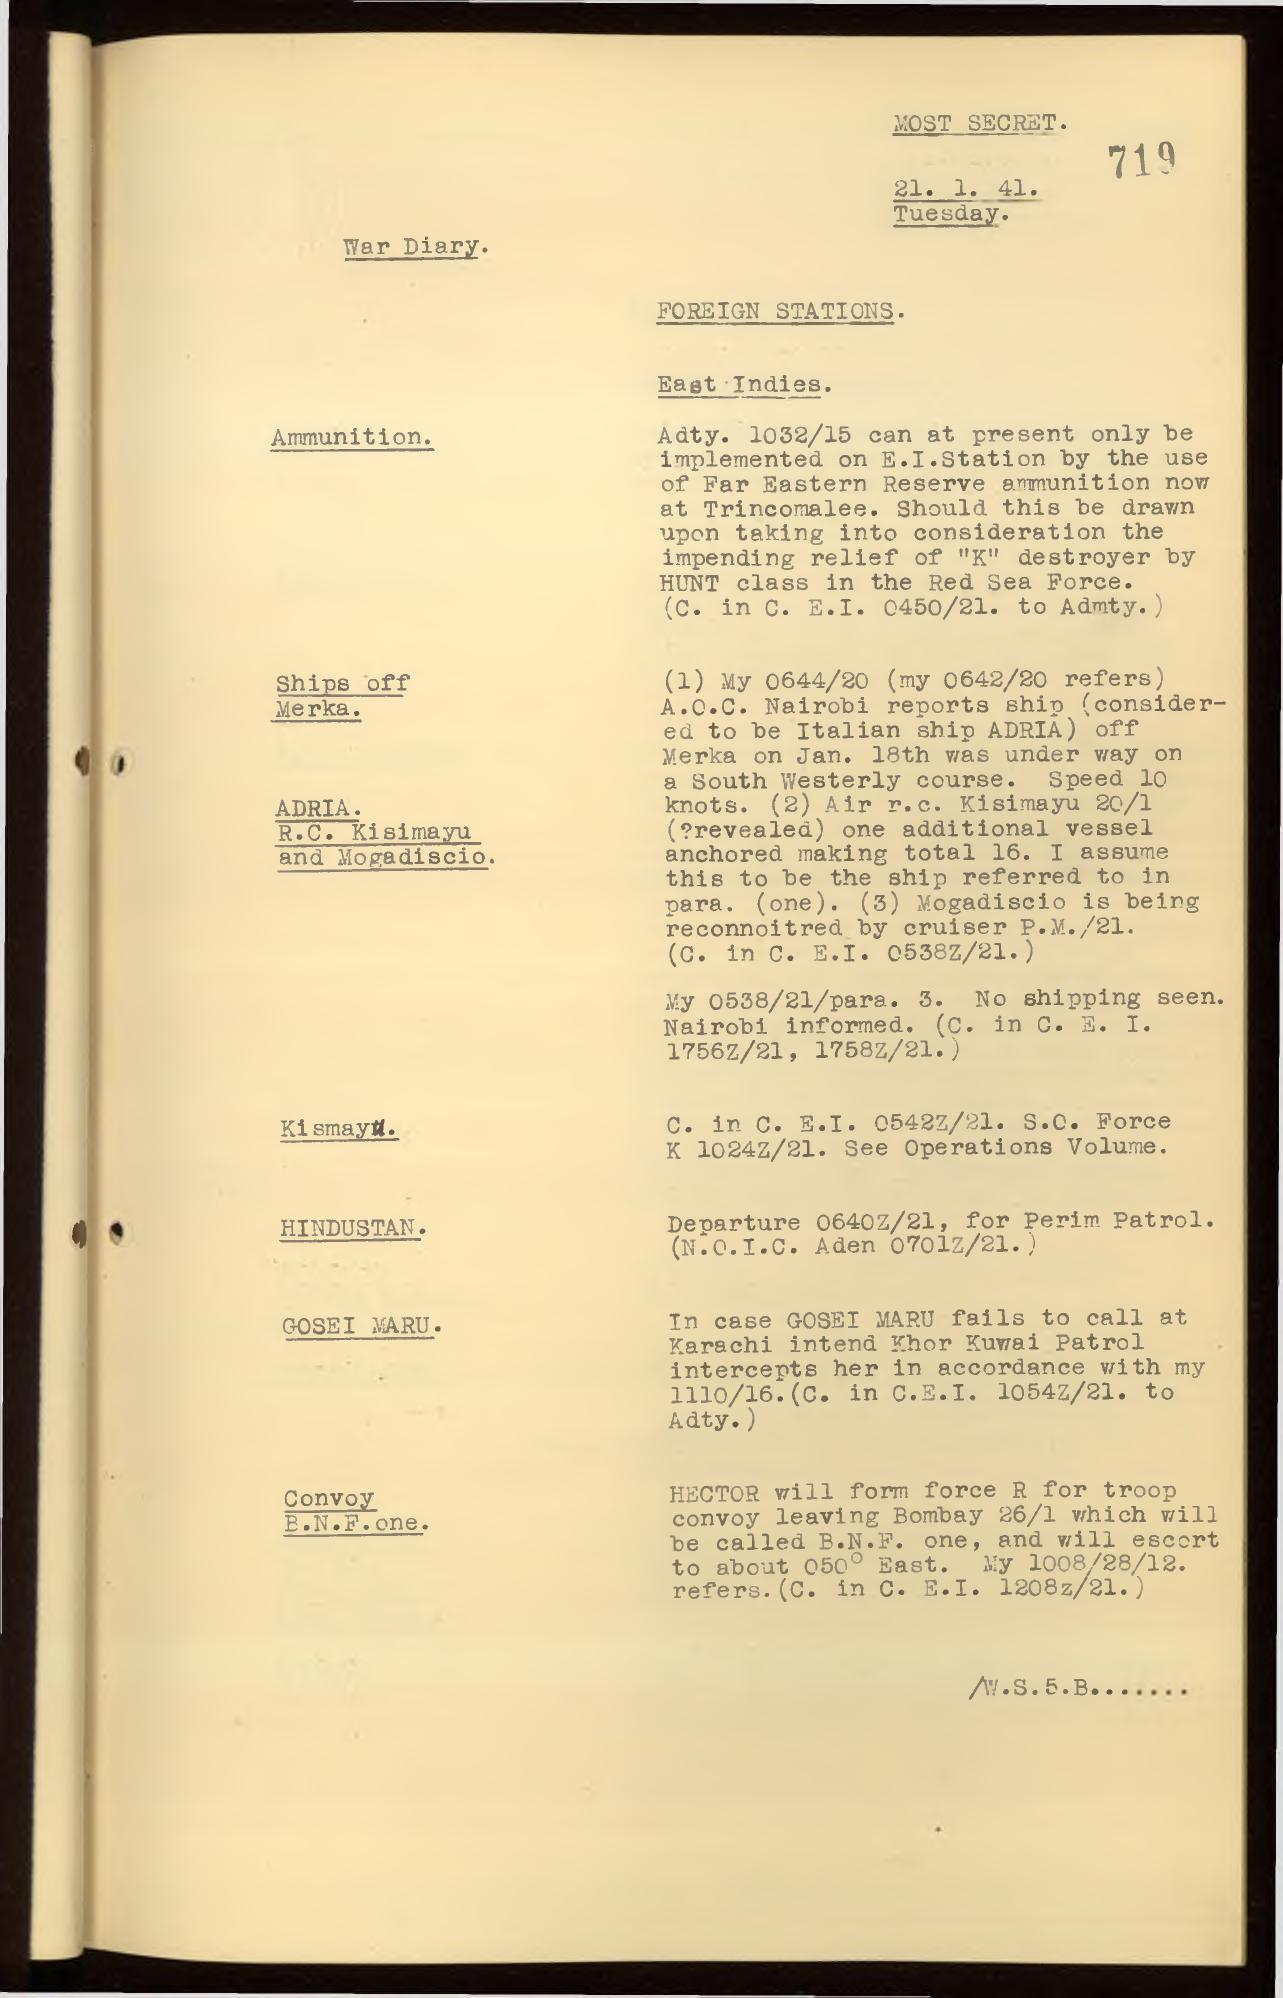 MOST SECRET.
719
21. 1. 41.
Tuesday.
War Diary.
FOREIGN STATIONS.
East Indies.
Ammunition.
Adty. 1032/15 can at present only be
implemented on E.I.Station by the use
of Far Eastern Reserve ammunition now
at Trincomalee. Should this be drawn
upon taking into consideration the
impending relief of "K" destroyer by
HUNT class in the Red Sea Force.
(C. in C. E.I. 0450/21. to Admty.)
Ships off
Merka.
ADRIA.
R.C. Kisimayu
and Mogadiscio.
(1) My 0644/20 (my 0642/20 refers)
A.O.C. Nairobi reports ship (consider-
ed to be Italian ship ADRIA) off
Merka on Jan. 18th was under way on
a South Westerly course. Speed 10
knots. (2) Air r.c. Kisimayu 20/1
(?revealed) one additional vessel
anchored making total 16. I assume
this to be the ship referred to in
para. (one). (3) Mogadiscio is being
reconnoitred by cruiser P.M./21.
(C. in C. E.I. 0538Z/21.)
My 0538/21/para. 3. No shipping seen.
Nairobi informed. (C. in C. E. I.
1756Z/21, 1758Z/21.)
Kismayu.
C. in C. E.I. 0542Z/21. S.O. Force
K 1024Z/21. See Operations Volume.
HINDUSTAN.
Departure 0640Z/21, for Perim Patrol.
(N.O.I.C. Aden 0701Z/21.)
GOSEI MARU.
In case GOSEI MARU fails to call at
Karachi intend Khor Kuwai Patrol
intercepts her in accordance with my
1110/16.(C. in C.E.I. 1054Z/21. to
Adty.)
Convoy
B.N.F.one.
HECTOR will form force R for troop
convoy leaving Bombay 26/1 which will
be called B.N.F. one, and will escort
to about 050° East. My 1008/28/12.
refers.(C. in C. E.I. 1208z/21.)
/W.S.5.B.......